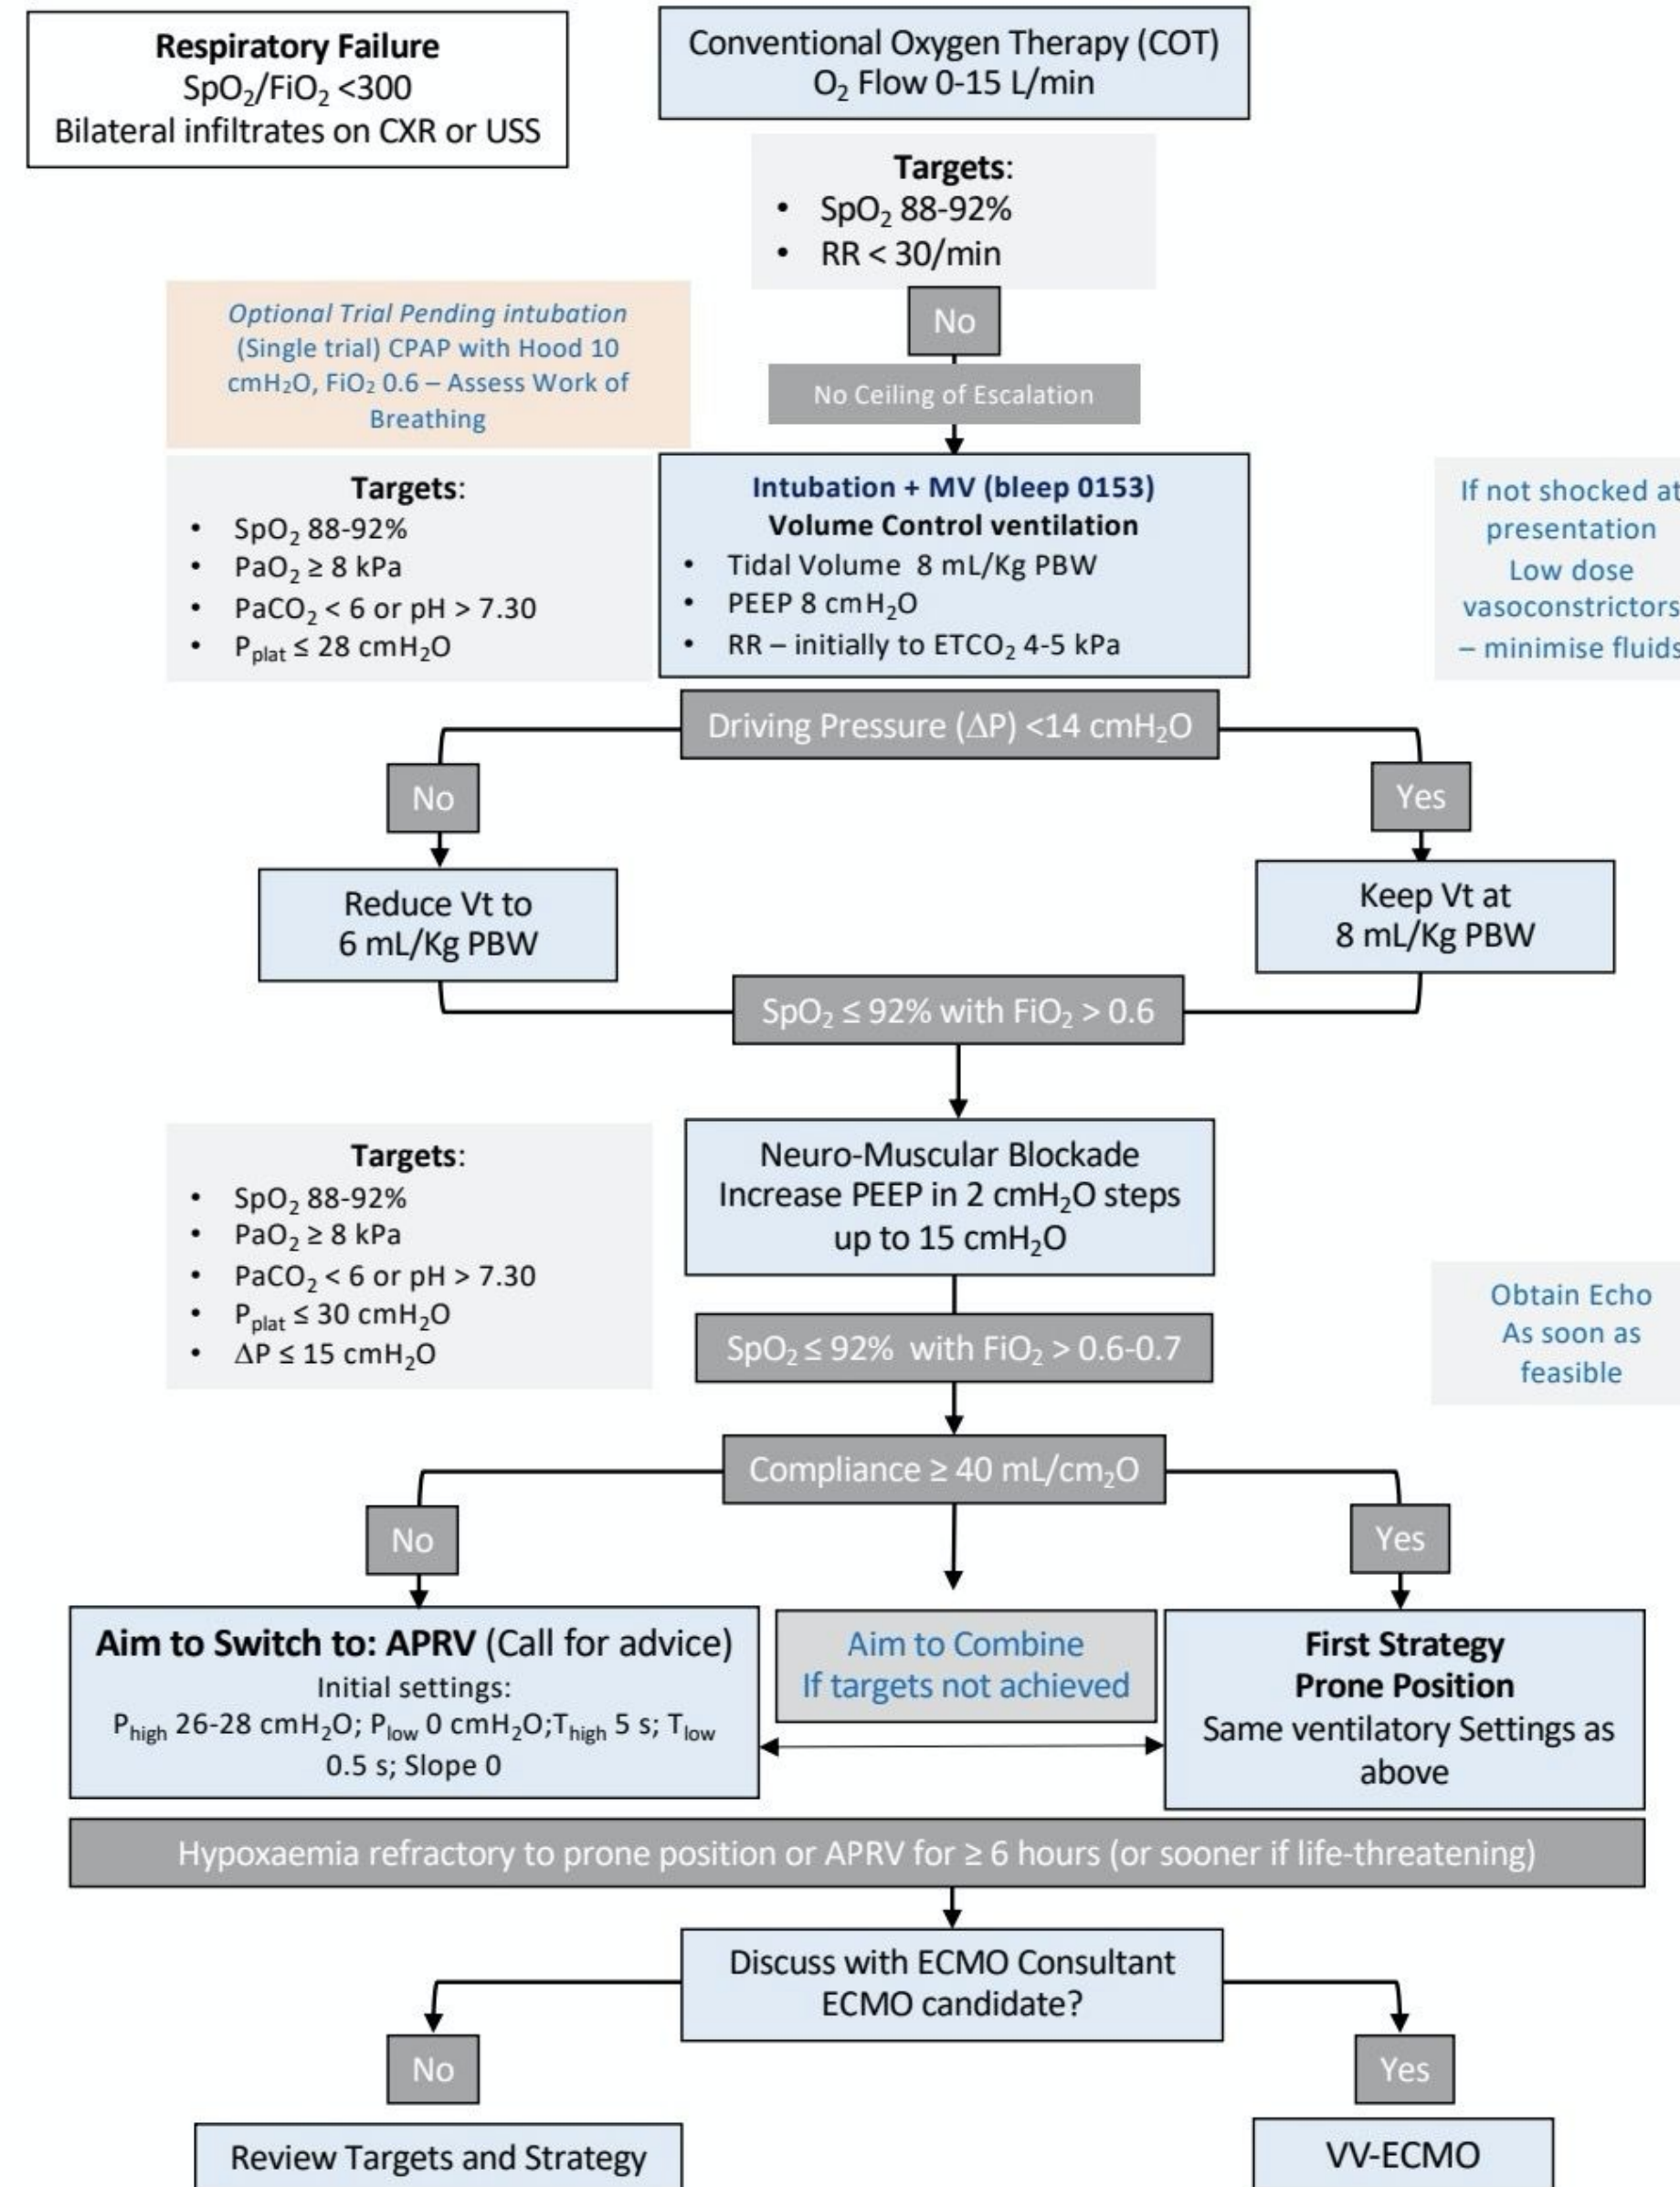 Respiratory Failure
SpO₂/FiO₂ <300
Bilateral infiltrates on CXR or USS
Conventional Oxygen Therapy (COT)
O₂ Flow 0-15 L/min
Targets:
• SpO₂ 88-92%
• RR < 30/min
No
No Ceiling of Escalation
Optional Trial Pending intubation
(Single trial) CPAP with Hood 10
cmH₂O, FiO₂ 0.6 – Assess Work of
Breathing
Targets:
• SpO₂ 88-92%
• PaO₂ ≥ 8 kPa
• PaCO₂ < 6 or pH > 7.30
• Pplat ≤ 28 cmH₂O
Intubation + MV (bleep 0153)
Volume Control ventilation
• Tidal Volume 8 mL/Kg PBW
• PEEP 8 cmH₂O
• RR – initially to ETCO₂ 4-5 kPa
If not shocked at
presentation
Low dose
vasoconstrictors
– minimise fluids
Driving Pressure (ΔP) <14 cmH₂O
No
Yes
Reduce Vt to
6 mL/Kg PBW
Keep Vt at
8 mL/Kg PBW
SpO₂ ≤ 92% with FiO₂ > 0.6
Neuro-Muscular Blockade
Increase PEEP in 2 cmH₂O steps
up to 15 cmH₂O
Targets:
• SpO₂ 88-92%
• PaO₂ ≥ 8 kPa
• PaCO₂ < 6 or pH > 7.30
• Pplat ≤ 30 cmH₂O
• ΔP ≤ 15 cmH₂O
Obtain Echo
As soon as
feasible
SpO₂ ≤ 92% with FiO₂ > 0.6-0.7
Compliance ≥ 40 mL/cm₂O
No
Yes
Aim to Switch to: APRV (Call for advice)
Initial settings:
Phigh 26-28 cmH₂O; Plow 0 cmH₂O;Thigh 5 s; Tlow
0.5 s; Slope 0
Aim to Combine
If targets not achieved
First Strategy
Prone Position
Same ventilatory Settings as
above
Hypoxaemia refractory to prone position or APRV for ≥ 6 hours (or sooner if life-threatening)
Discuss with ECMO Consultant
ECMO candidate?
No
Yes
Review Targets and Strategy
VV-ECMO